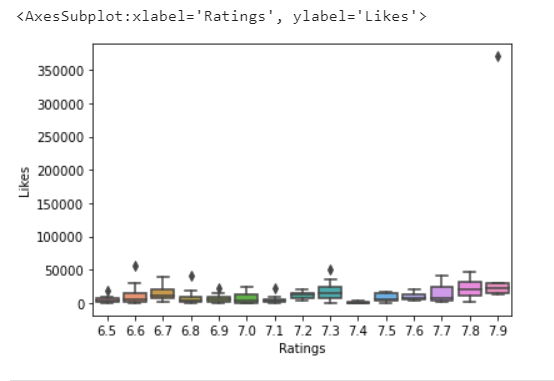 <AxesSubplot:xlabel='Ratings', ylabel='Likes'>
350000
300000
250000
200000
150000
100000
50000
0
Likes
6.5 6.6 6.7 6.8 6.9 7.0 7.1 7.2 7.3 7.4 7.5 7.6 7.7 7.8 7.9
Ratings